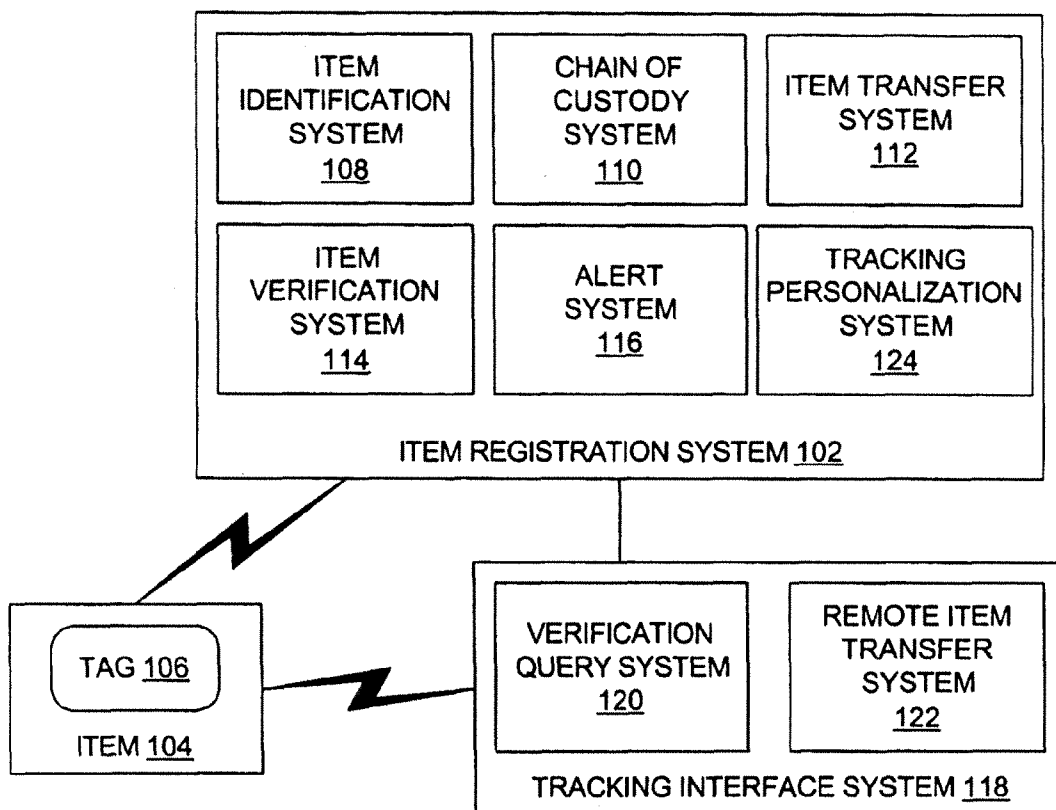 ITEM
IDENTIFICATION
SYSTEM
108
CHAIN OF
CUSTODY
SYSTEM
110
ITEM TRANSFER
SYSTEM
112
ITEM
VERIFICATION
SYSTEM
114
ALERT
SYSTEM
116
TRACKING
PERSONALIZATION
SYSTEM
124
ITEM REGISTRATION SYSTEM 102
TAG 106
ITEM 104
VERIFICATION
QUERY SYSTEM
120
REMOTE ITEM
TRANSFER
SYSTEM
122
TRACKING INTERFACE SYSTEM 118